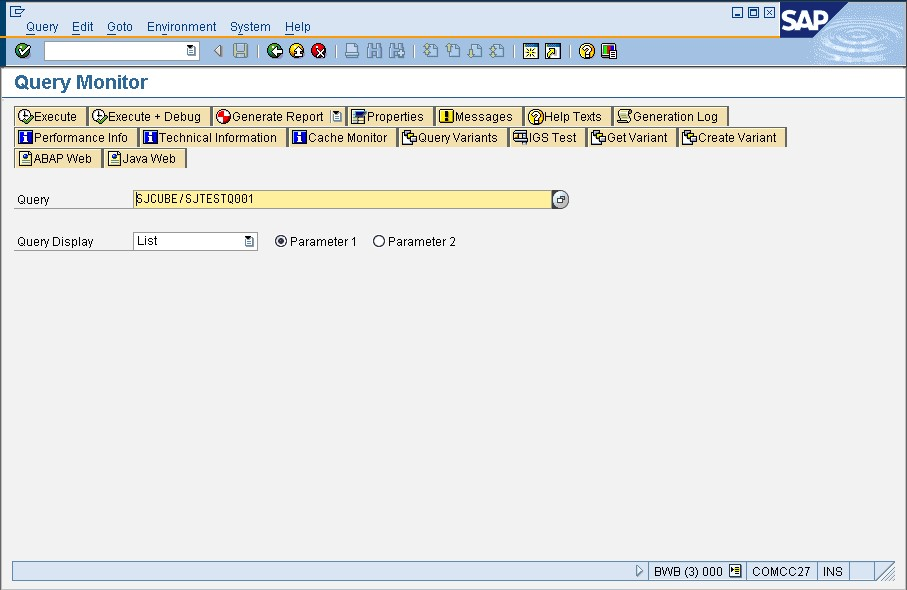 SAP
Query Edit Goto Environment System Help
Query Monitor
Execute Execute + Debug Generate Report Properties Messages Help Texts Generation Log
Performance Info Technical Information Cache Monitor Query Variants IGS Test Get Variant Create Variant
ABAP Web Java Web
Query SJCUBE/SJTESTQ001
Query Display List Parameter 1 Parameter 2
BWB (3) 000 COMCC27 INS